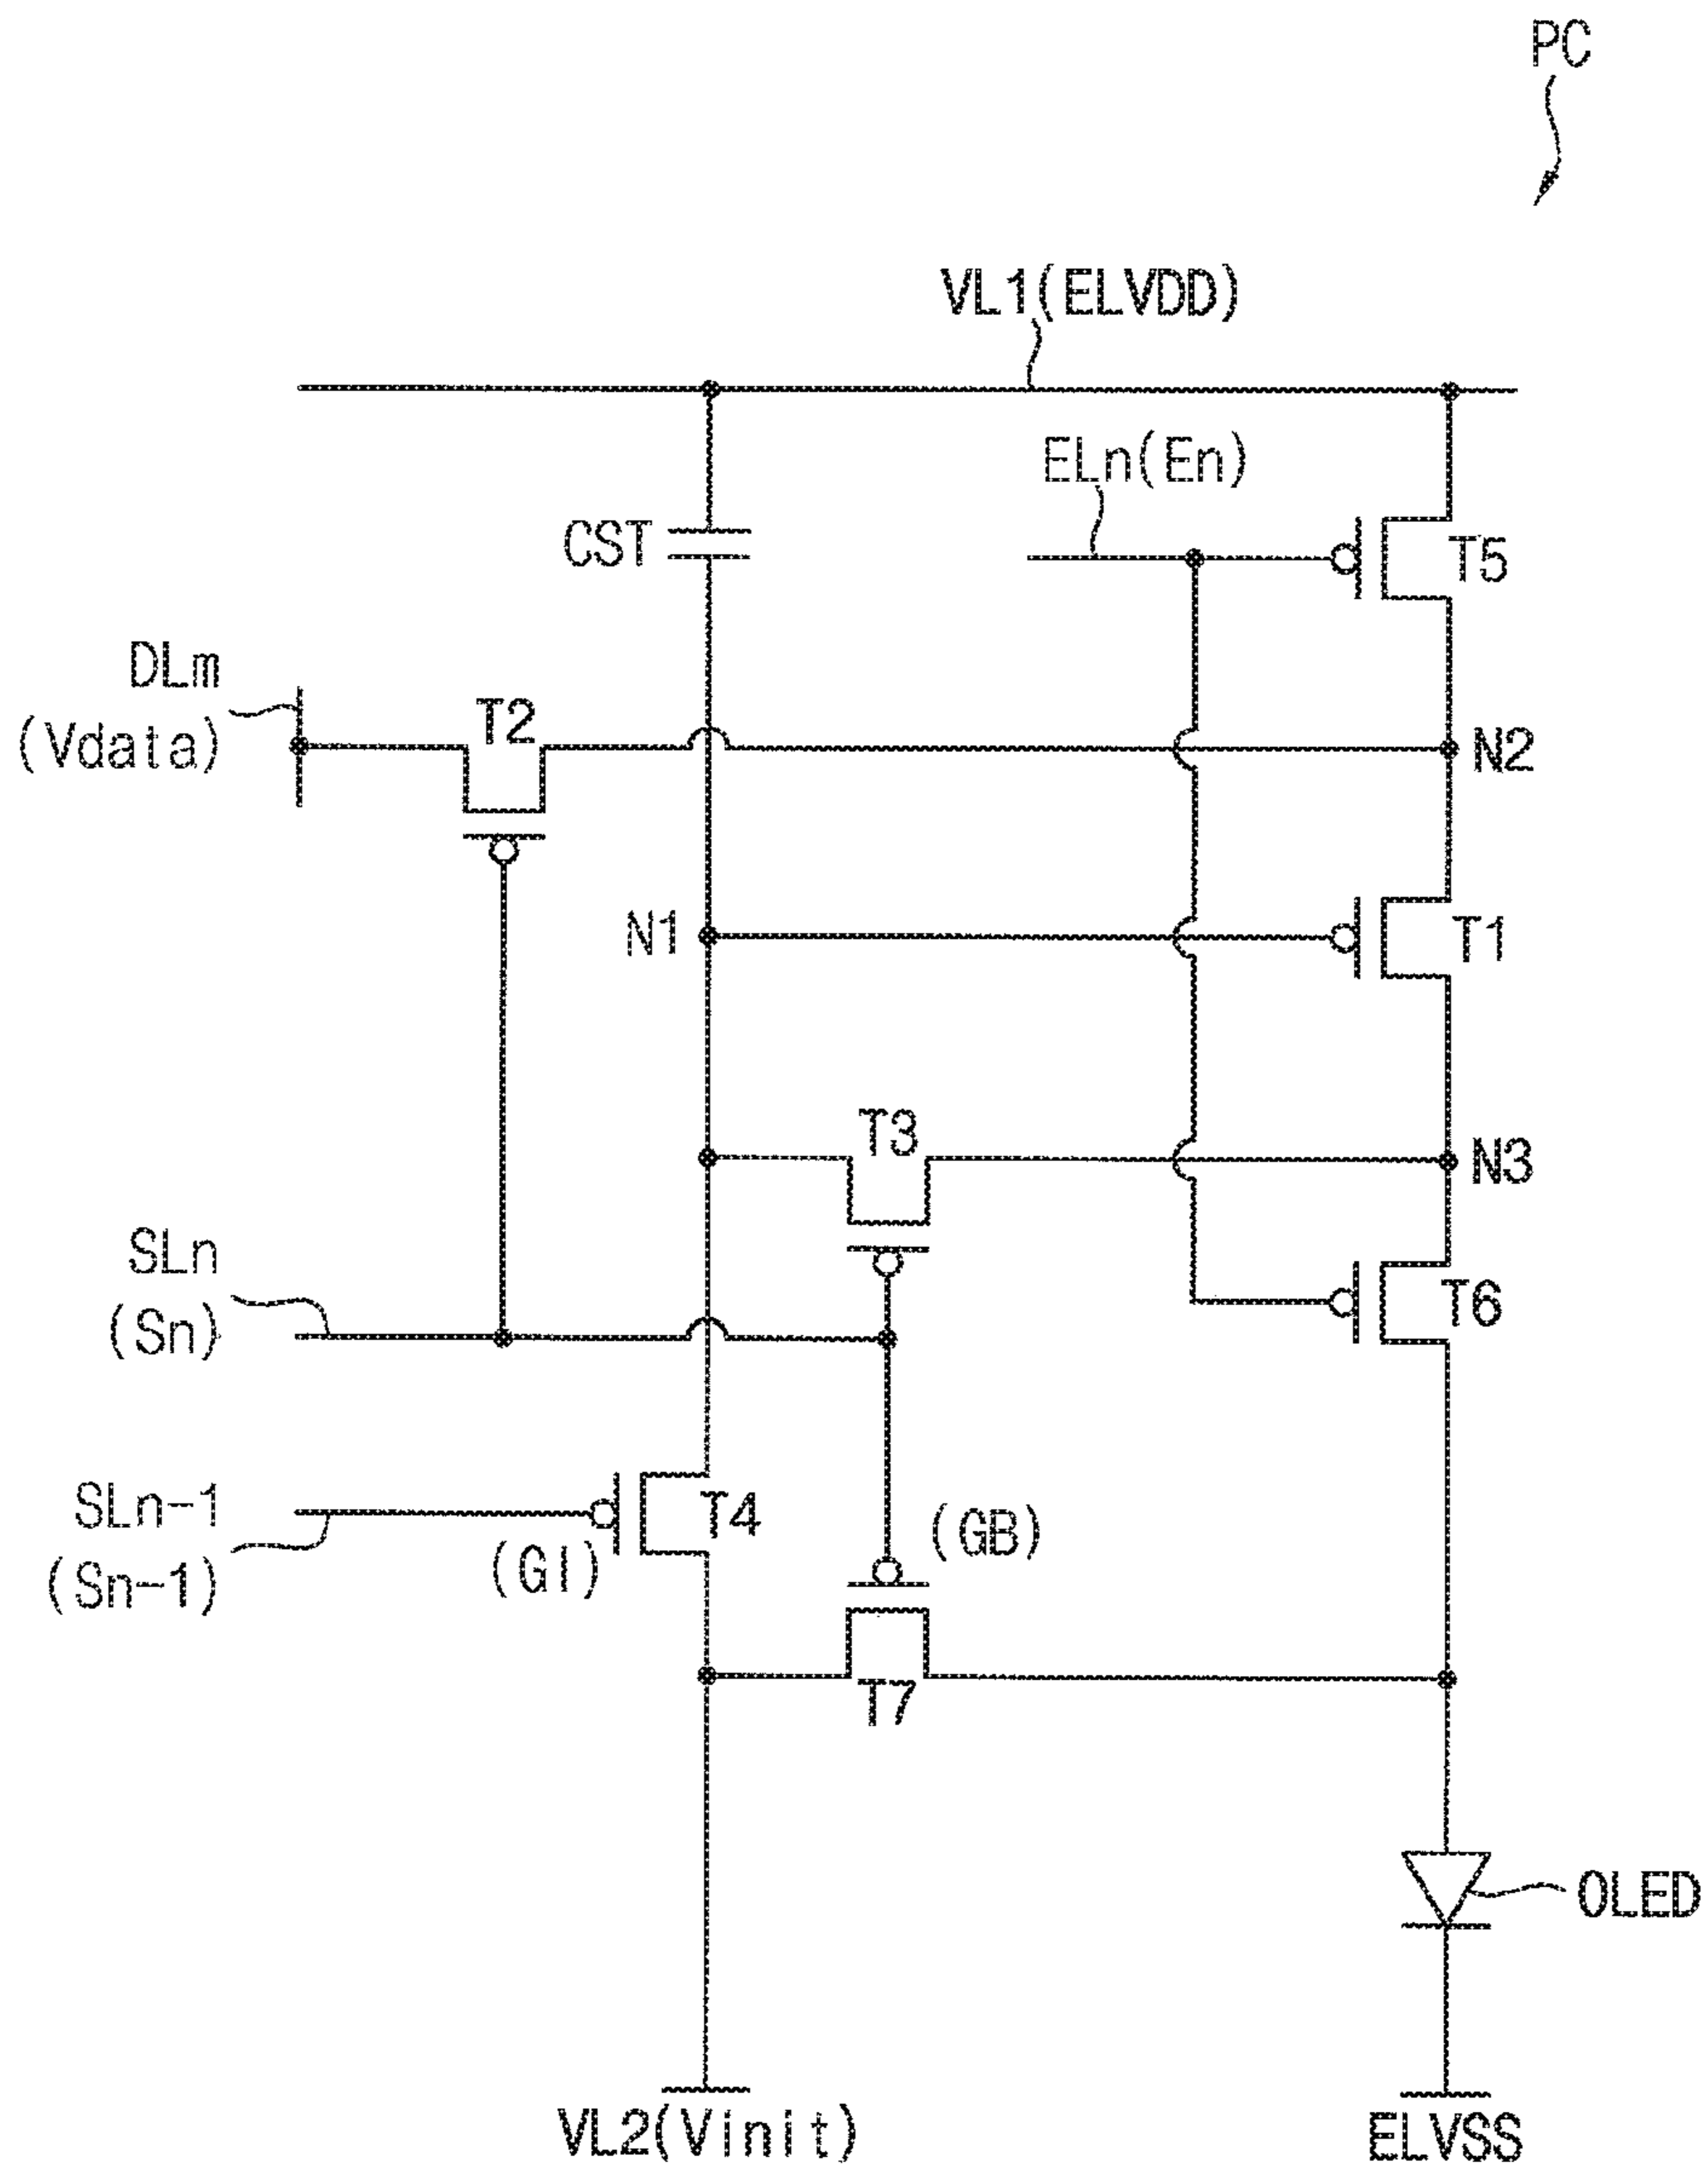 PC
VL1(ELVDD)
ELn(En)
CST
T5
DLm
(Vdata)
T2
N2
N1
T1
T3
N3
SLn
(Sn)
T6
SLn-1
(Sn-1)
(GI)
T4
(GB)
T7
OLED
VL2(Vinit)
ELVSS